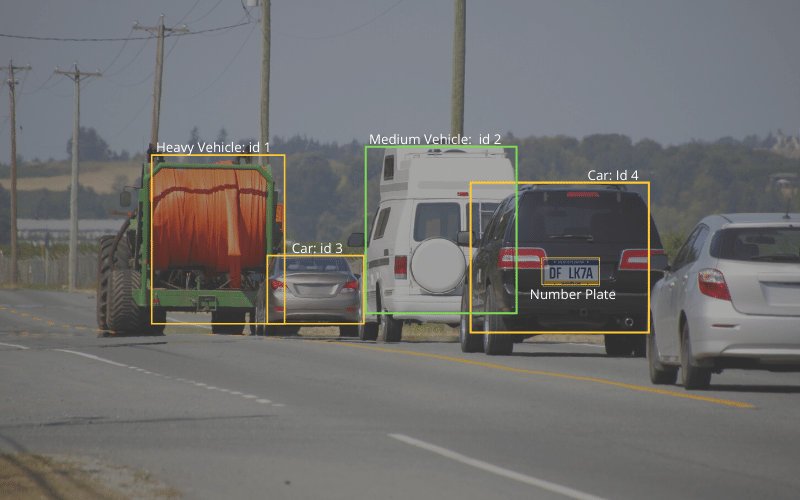 Heavy Vehicle: id 1
Medium Vehicle: id 2
Car: Id 4
Car: id 3
DF LK7A
Number Plate